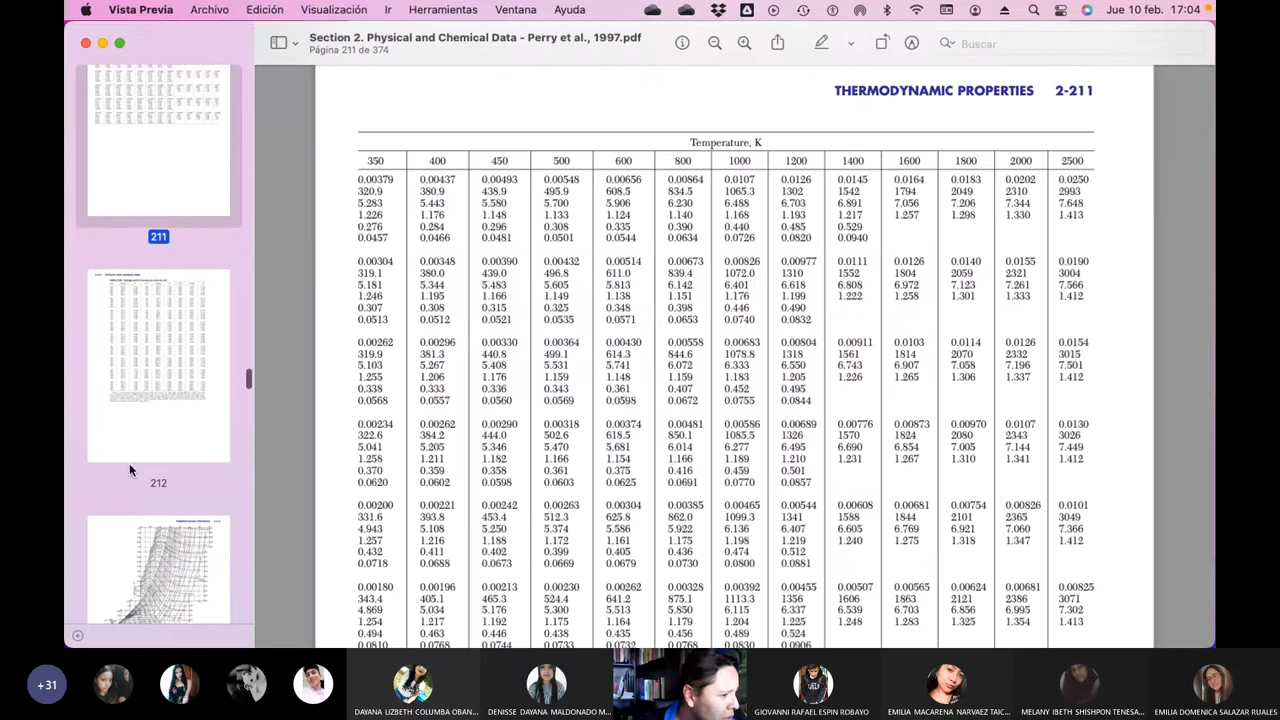 Vista Previa Archivo Edición Visualización Ir Herramientas Ventana Ayuda Jue 10 feb. 17:04
Section 2. Physical and Chemical Data - Perry et al., 1997.pdf
Página 211 de 374
Buscar
211
212
THERMODYNAMIC PROPERTIES 2-211
Temperature, K
350 400 450 500 600 800 1000 1200 1400 1600 1800 2000 2500
0.00379 0.00437 0.00493 0.00548 0.00656 0.00864 0.0107 0.0126 0.0145 0.0164 0.0183 0.0202 0.0250
320.9 380.9 438.9 495.9 608.5 834.5 1065.3 1302 1542 1794 2049 2310 2993
5.283 5.443 5.580 5.700 5.906 6.230 6.488 6.703 6.891 7.056 7.206 7.344 7.648
1.226 1.176 1.148 1.133 1.124 1.140 1.168 1.193 1.217 1.257 1.298 1.330 1.413
0.276 0.284 0.296 0.308 0.335 0.390 0.440 0.485 0.529
0.0457 0.0466 0.0481 0.0501 0.0544 0.0634 0.0726 0.0820 0.0940
0.00304 0.00348 0.00390 0.00432 0.00514 0.00673 0.00826 0.00977 0.0111 0.0126 0.0140 0.0155 0.0190
319.1 380.0 439.0 496.8 611.0 839.4 1072.0 1310 1552 1804 2059 2321 3004
5.181 5.344 5.483 5.605 5.813 6.142 6.401 6.618 6.808 6.972 7.123 7.261 7.566
1.246 1.195 1.166 1.149 1.138 1.151 1.176 1.199 1.222 1.258 1.301 1.333 1.412
0.307 0.308 0.315 0.325 0.348 0.398 0.446 0.490
0.0513 0.0512 0.0521 0.0535 0.0571 0.0653 0.0740 0.0832
0.00262 0.00296 0.00330 0.00364 0.00430 0.00558 0.00683 0.00804 0.00911 0.0103 0.0114 0.0126 0.0154
319.9 381.3 440.8 499.1 614.3 844.6 1078.8 1318 1561 1814 2070 2332 3015
5.103 5.267 5.408 5.531 5.741 6.072 6.333 6.550 6.743 6.907 7.058 7.196 7.501
1.255 1.206 1.176 1.159 1.148 1.159 1.183 1.205 1.226 1.265 1.306 1.337 1.412
0.338 0.333 0.336 0.343 0.361 0.407 0.452 0.495
0.0568 0.0557 0.0560 0.0569 0.0598 0.0672 0.0755 0.0844
0.00234 0.00262 0.00290 0.00318 0.00374 0.00481 0.00586 0.00689 0.00776 0.00873 0.00970 0.0107 0.0130
322.6 384.2 444.0 502.6 618.5 850.1 1085.5 1326 1570 1824 2080 2343 3026
5.041 5.205 5.346 5.470 5.681 6.014 6.277 6.495 6.690 6.854 7.005 7.144 7.449
1.258 1.211 1.182 1.166 1.154 1.166 1.189 1.210 1.231 1.267 1.310 1.341 1.412
0.370 0.359 0.358 0.361 0.375 0.416 0.459 0.501
0.0620 0.0602 0.0598 0.0603 0.0625 0.0691 0.0770 0.0857
0.00200 0.00221 0.00242 0.00263 0.00304 0.00385 0.00465 0.00544 0.00608 0.00681 0.00754 0.00826 0.0101
331.6 393.8 453.4 512.3 625.8 862.0 1099.3 1341 1588 1844 2101 2365 3049
4.943 5.108 5.250 5.374 5.586 5.922 6.136 6.407 6.605 6.769 6.921 7.060 7.366
1.257 1.216 1.188 1.172 1.161 1.175 1.198 1.219 1.240 1.275 1.318 1.347 1.412
0.432 0.411 0.402 0.399 0.405 0.436 0.474 0.512
0.0718 0.0688 0.0673 0.0669 0.0679 0.0730 0.0800 0.0881
0.00180 0.00196 0.00213 0.00230 0.00262 0.00328 0.00392 0.00455 0.00507 0.00565 0.00624 0.00681 0.00825
343.4 405.1 465.3 524.4 641.2 875.1 1113.3 1356 1606 1863 2121 2386 3071
4.869 5.034 5.176 5.300 5.513 5.850 6.115 6.337 6.539 6.703 6.856 6.995 7.302
1.254 1.217 1.192 1.175 1.164 1.179 1.204 1.225 1.248 1.283 1.325 1.354 1.413
0.494 0.463 0.446 0.438 0.435 0.456 0.489 0.524
0.0810 0.0768 0.0744 0.0733 0.0732 0.0768 0.0830 0.0906
+31
DAYANA LIZBETH COLUMBA OBAN... DENISSE DAYANA MALDONADO M... GIOVANNI RAFAEL ESPIN ROBAYO EMILIA MACARENA NARVAEZ TAIC... MELANY IBETH SHISHPON TENESA... EMILIA DOMENICA SALAZAR RUALES